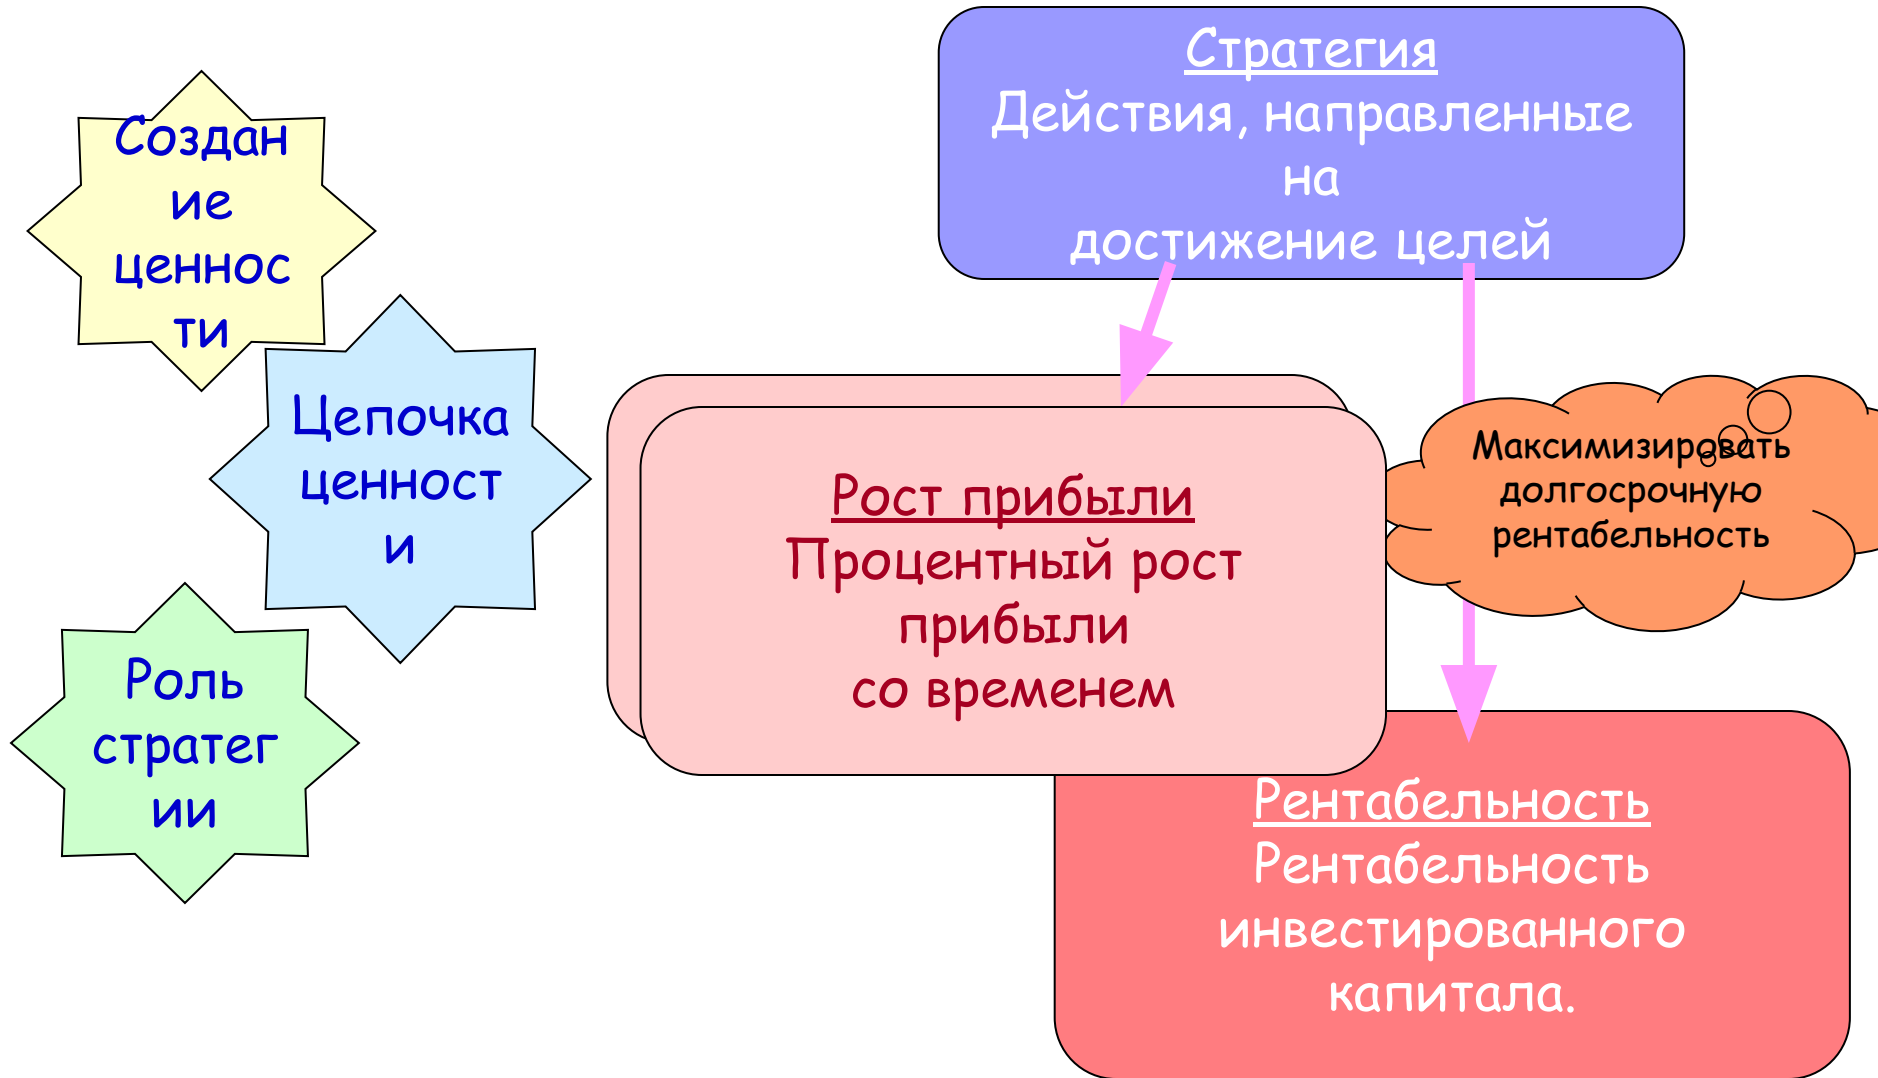 Создан
ие
ценнос
ти
Цепочка
ценност
и
Роль
стратег
ии
Стратегия
Действия, направленные
на
достижение целей
Рост прибыли
Процентный рост
прибыли
со временем
Максимизировать
долгосрочную
рентабельность
Рентабельность
Рентабельность
инвестированного
капитала.